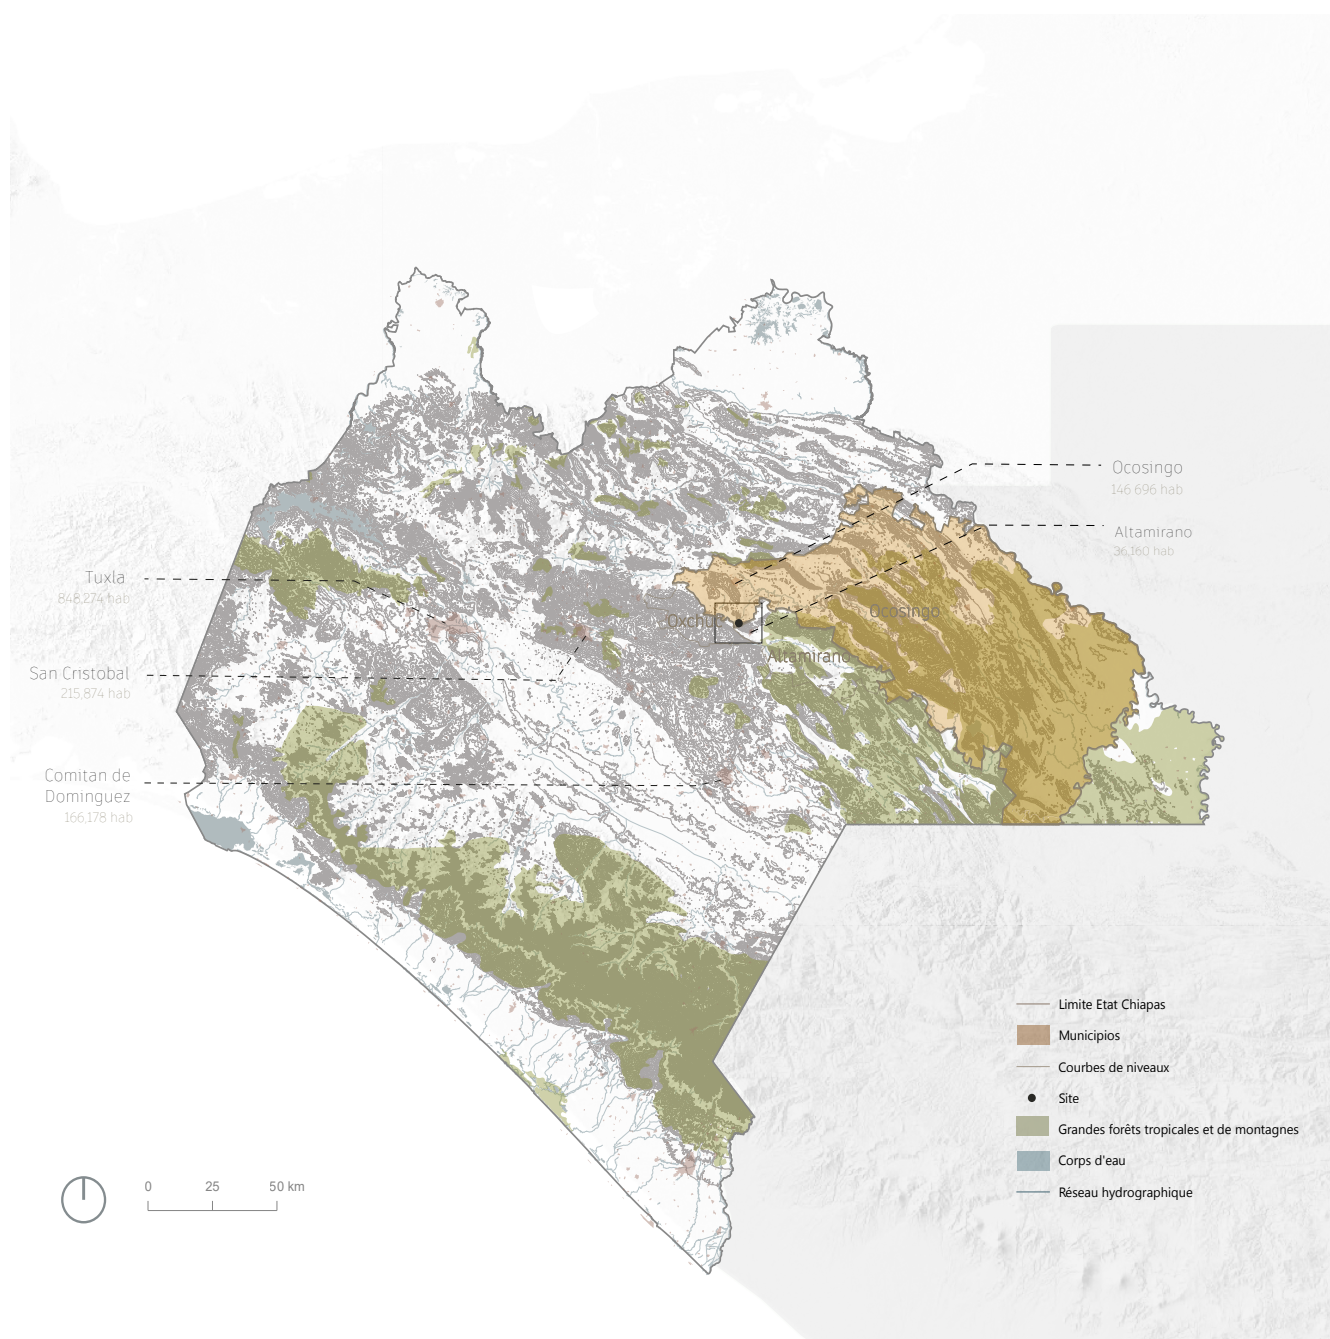 Ocosingo
146 696 hab
Altamirano
36,160 hab
Tuxla
848,274 hab
Ocosingo
Oxchuc
Altamirano
San Cristobal
215,874 hab
Comitan de
Dominguez
166,178 hab
Limite Etat Chiapas
Municipios
Courbes de niveaux
Site
Grandes forêts tropicales et de montagnes
Corps d'eau
Réseau hydrographique
0 25 50 km